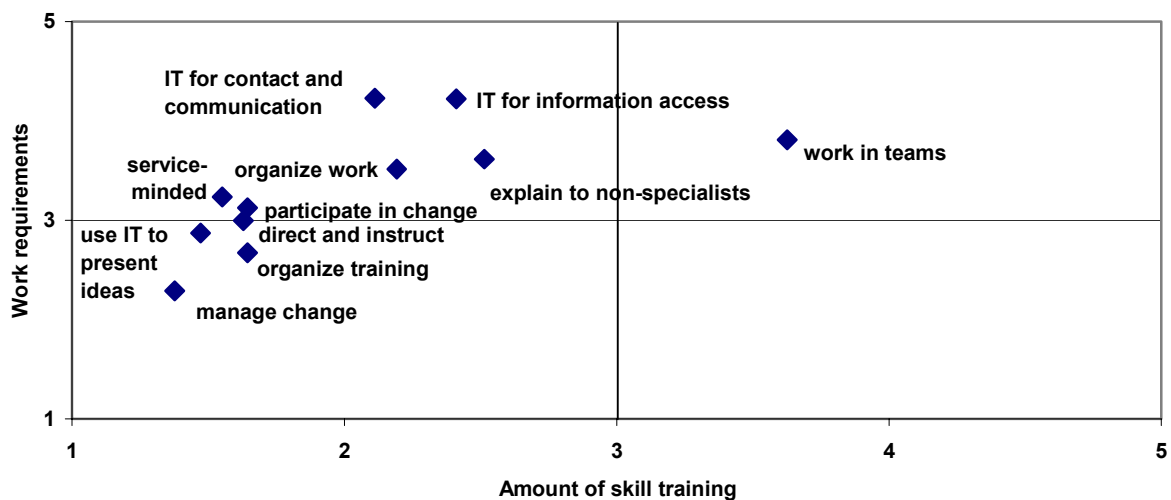 5
IT for contact and
communication
IT for information access
work in teams
service-
minded
organize work
explain to non-specialists
participate in change
3
direct and instruct
use IT to
present
ideas
organize training
manage change
Work requirements
1
1
2
3
4
5
Amount of skill training